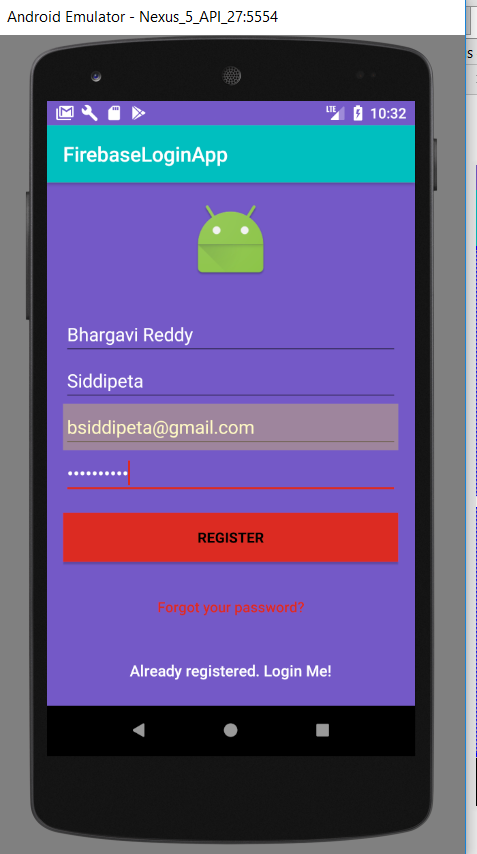 Android Emulator - Nexus_5_API_27:5554
LTE 10:32
FirebaseLoginApp
Bhargavi Reddy
Siddipeta
bsiddipeta@gmail.com
••••••••••
REGISTER
Forgot your password?
Already registered. Login Me!